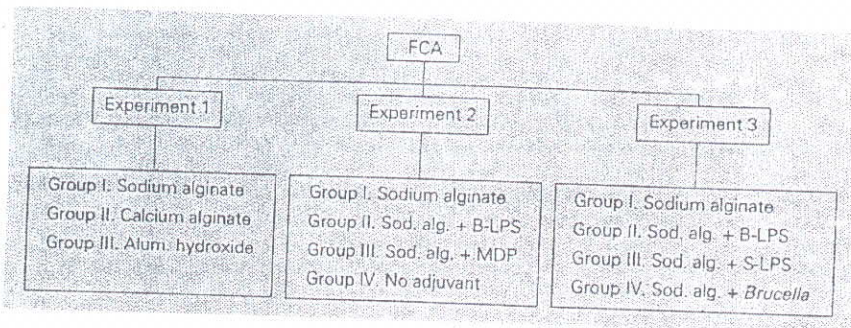 FCA
Experiment 1
Experiment 2
Experiment 3
Group I. Sodium alginate
Group II. Calcium alginate
Group III. Alum. hydroxide
Group I. Sodium alginate
Group II. Sod. alg. + B-LPS
Group III. Sod. alg. + MDP
Group IV. No adjuvant
Group I. Sodium alginate
Group II. Sod. alg. + B-LPS
Group III. Sod. alg. + S-LPS
Group IV. Sod. alg. + Brucella